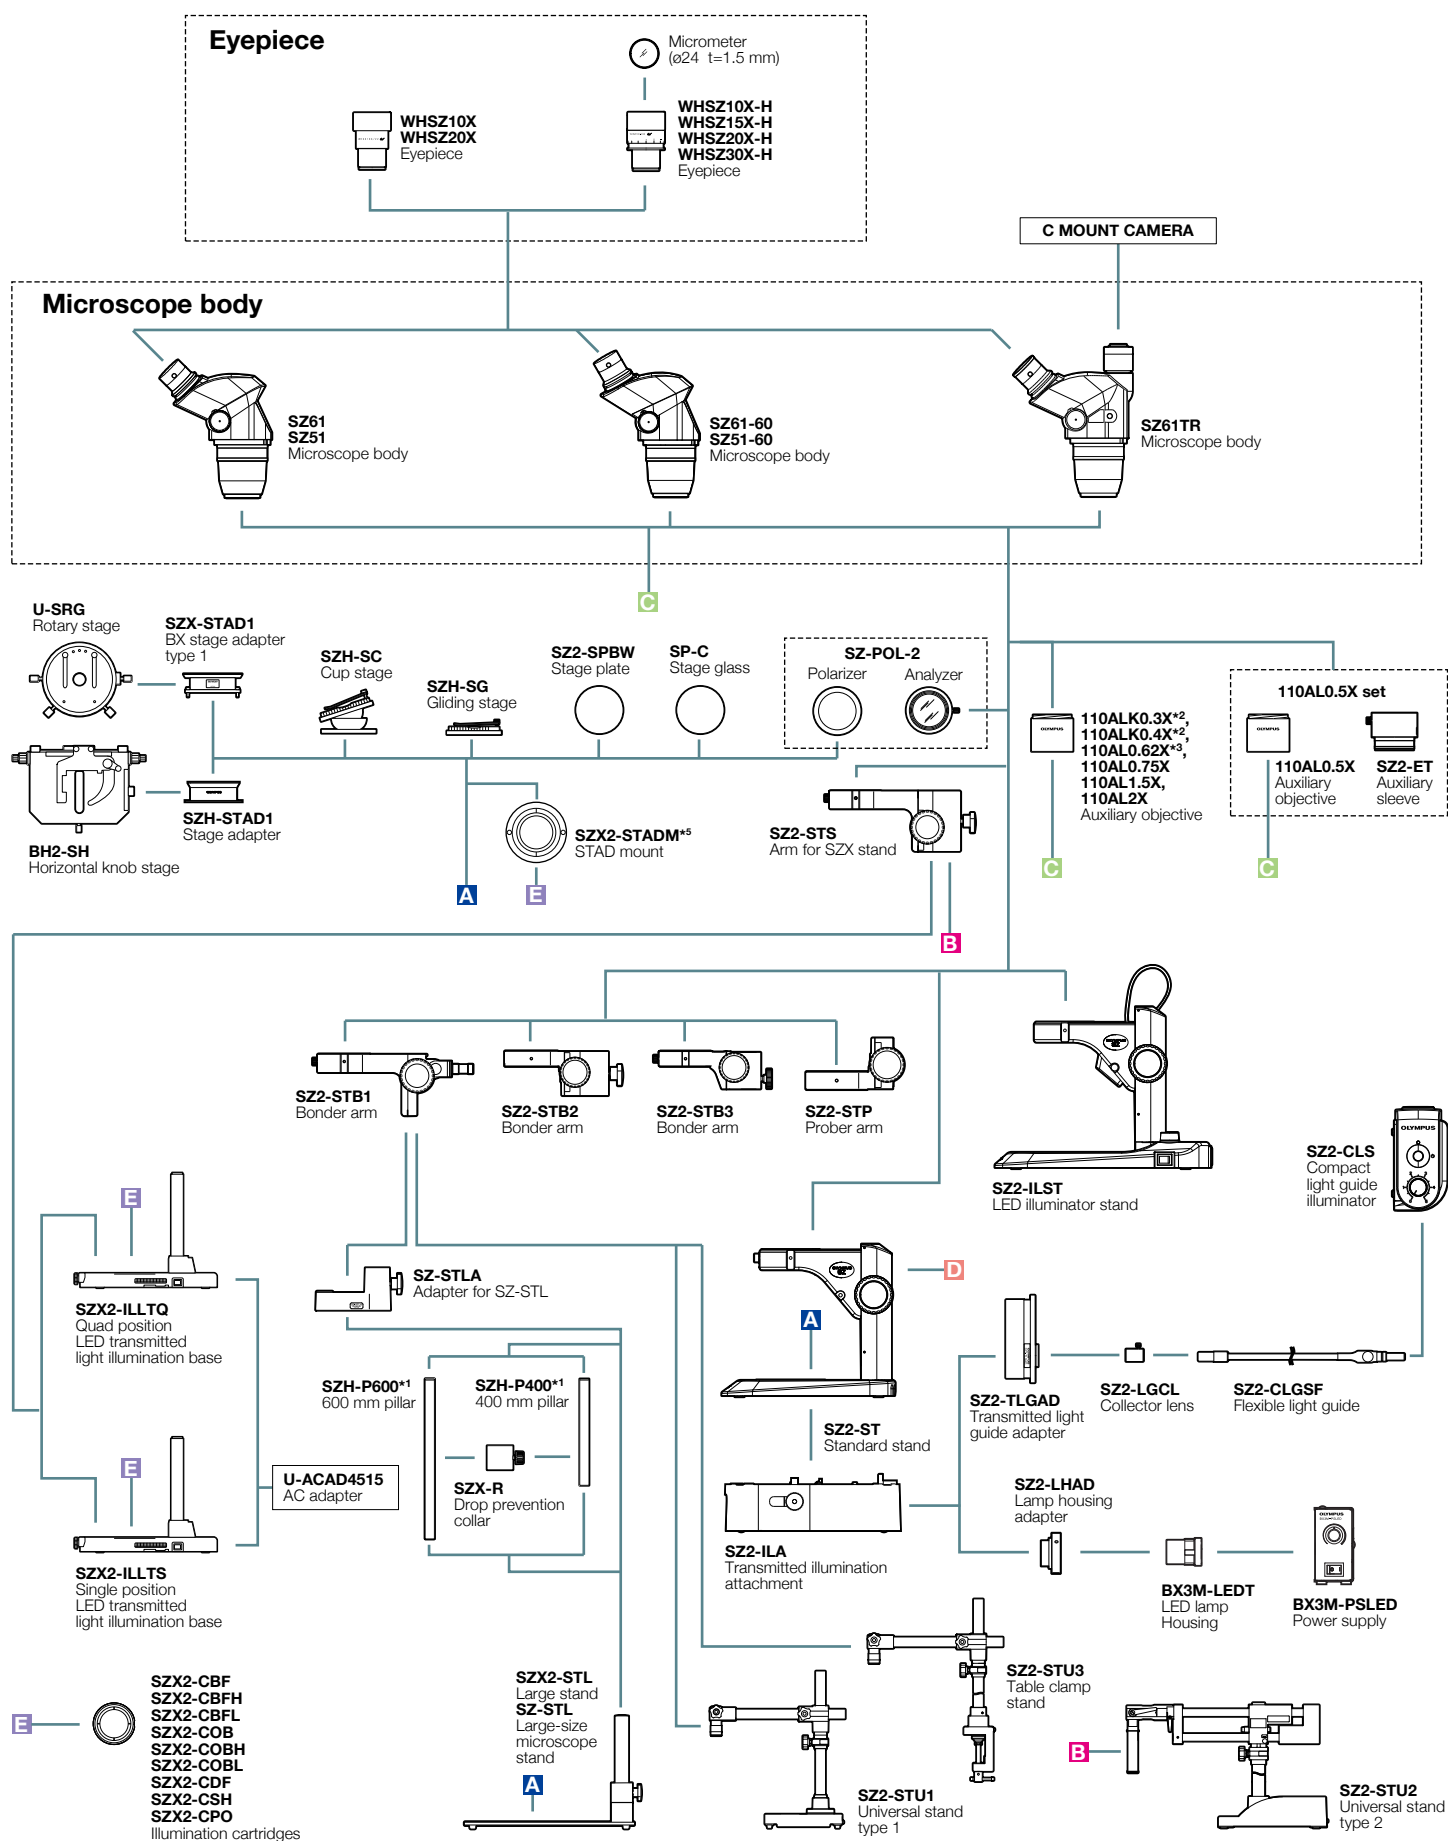 Eyepiece
Micrometer
(ø24  t=1.5 mm)
WHSZ10X
WHSZ20X
Eyepiece
WHSZ10X-H
WHSZ15X-H
WHSZ20X-H
WHSZ30X-H
Eyepiece
C MOUNT CAMERA
Microscope body
SZ61
SZ51
Microscope body
SZ61-60
SZ51-60
Microscope body
SZ61TR
Microscope body
C
U-SRG
Rotary stage
SZX-STAD1
BX stage adapter
type 1
SZH-SC
Cup stage
SZH-SG
Gliding stage
SZ2-SPBW
Stage plate
SP-C
Stage glass
SZ-POL-2
Polarizer
Analyzer
OLYMPUS
110ALK0.3X*2,
110ALK0.4X*2,
110AL0.62X*3,
110AL0.75X
110AL1.5X,
110AL2X
Auxiliary objective
110AL0.5X set
OLYMPUS
110AL0.5X
Auxiliary
objective
SZ2-ET
Auxiliary
sleeve
BH2-SH
Horizontal knob stage
SZH-STAD1
Stage adapter
SZX2-STADM*5
STAD mount
SZ2-STS
Arm for SZX stand
C
C
A
E
B
SZ2-STB1
Bonder arm
SZ2-STB2
Bonder arm
SZ2-STB3
Bonder arm
SZ2-STP
Prober arm
SZ2-ILST
LED illuminator stand
OLYMPUS
SZ2-CLS
Compact
light guide
illuminator
E
SZX2-ILLTQ
Quad position
LED transmitted
light illumination base
SZ-STLA
Adapter for SZ-STL
OLYMPUS
SZ
D
A
SZH-P600*1
600 mm pillar
SZH-P400*1
400 mm pillar
SZ2-ST
Standard stand
SZ2-TLGAD
Transmitted light
guide adapter
SZ2-LGCL
Collector lens
SZ2-CLGSF
Flexible light guide
E
U-ACAD4515
AC adapter
SZX-R
Drop prevention
collar
SZ2-LHAD
Lamp housing
adapter
OLYMPUS
SZX2-ILLTS
Single position
LED transmitted
light illumination base
SZ2-ILA
Transmitted illumination
attachment
BX3M-LEDT
LED lamp
Housing
BX3M-PSLED
Power supply
E
SZX2-CBF
SZX2-CBFH
SZX2-CBFL
SZX2-COB
SZX2-COBH
SZX2-COBL
SZX2-CDF
SZX2-CSH
SZX2-CPO
Illumination cartridges
SZX2-STL
Large stand
SZ-STL
Large-size
microscope
stand
A
SZ2-STU3
Table clamp
stand
SZ2-STU1
Universal stand
type 1
B
SZ2-STU2
Universal stand
type 2